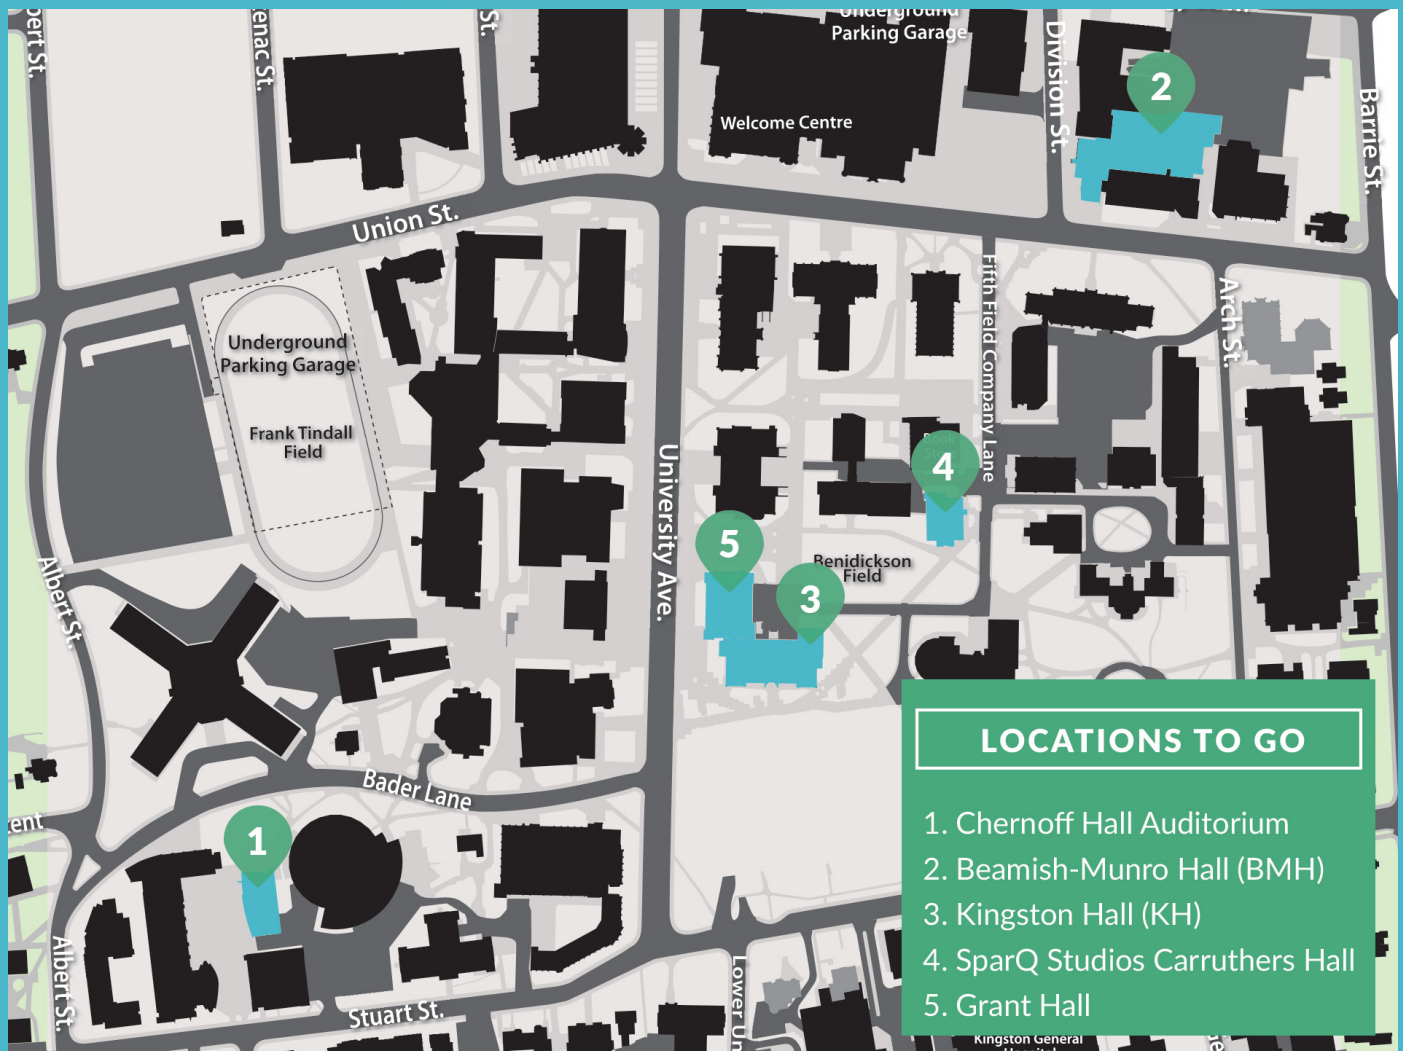 Underground
Parking Garage
Welcome Centre
Division St.
Barrie St.
2
Union St.
Underground
Parking Garage
Frank Tindall
Field
Fifth Field Company Lane
Arch St.
University Ave.
Book
4
5
3
Benidickson
Field
Albert St.
Bader Lane
1
Albert St.
Stuart St.
LOCATIONS TO GO
1. Chernoff Hall Auditorium
2. Beamish-Munro Hall (BMH)
3. Kingston Hall (KH)
4. SparQ Studios Carruthers Hall
5. Grant Hall
Kingston General